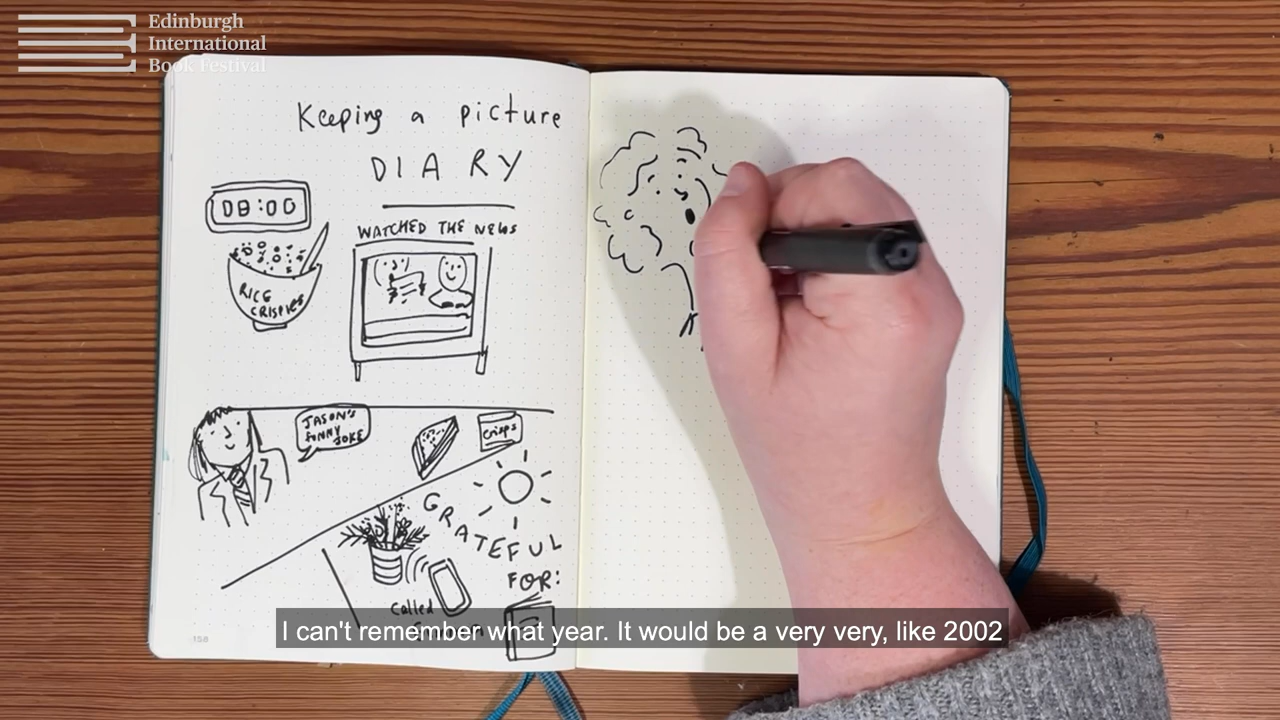 Edinburgh
International
Book Festival
Keeping a picture
DIARY
08:00
WATCHED THE NEWS
RICE
CRISPIES
JASON'S
FUNNY
JOKE
crisps
GRATEFUL
FOR:
Called
158
I can't remember what year. It would be a very very, like 2002